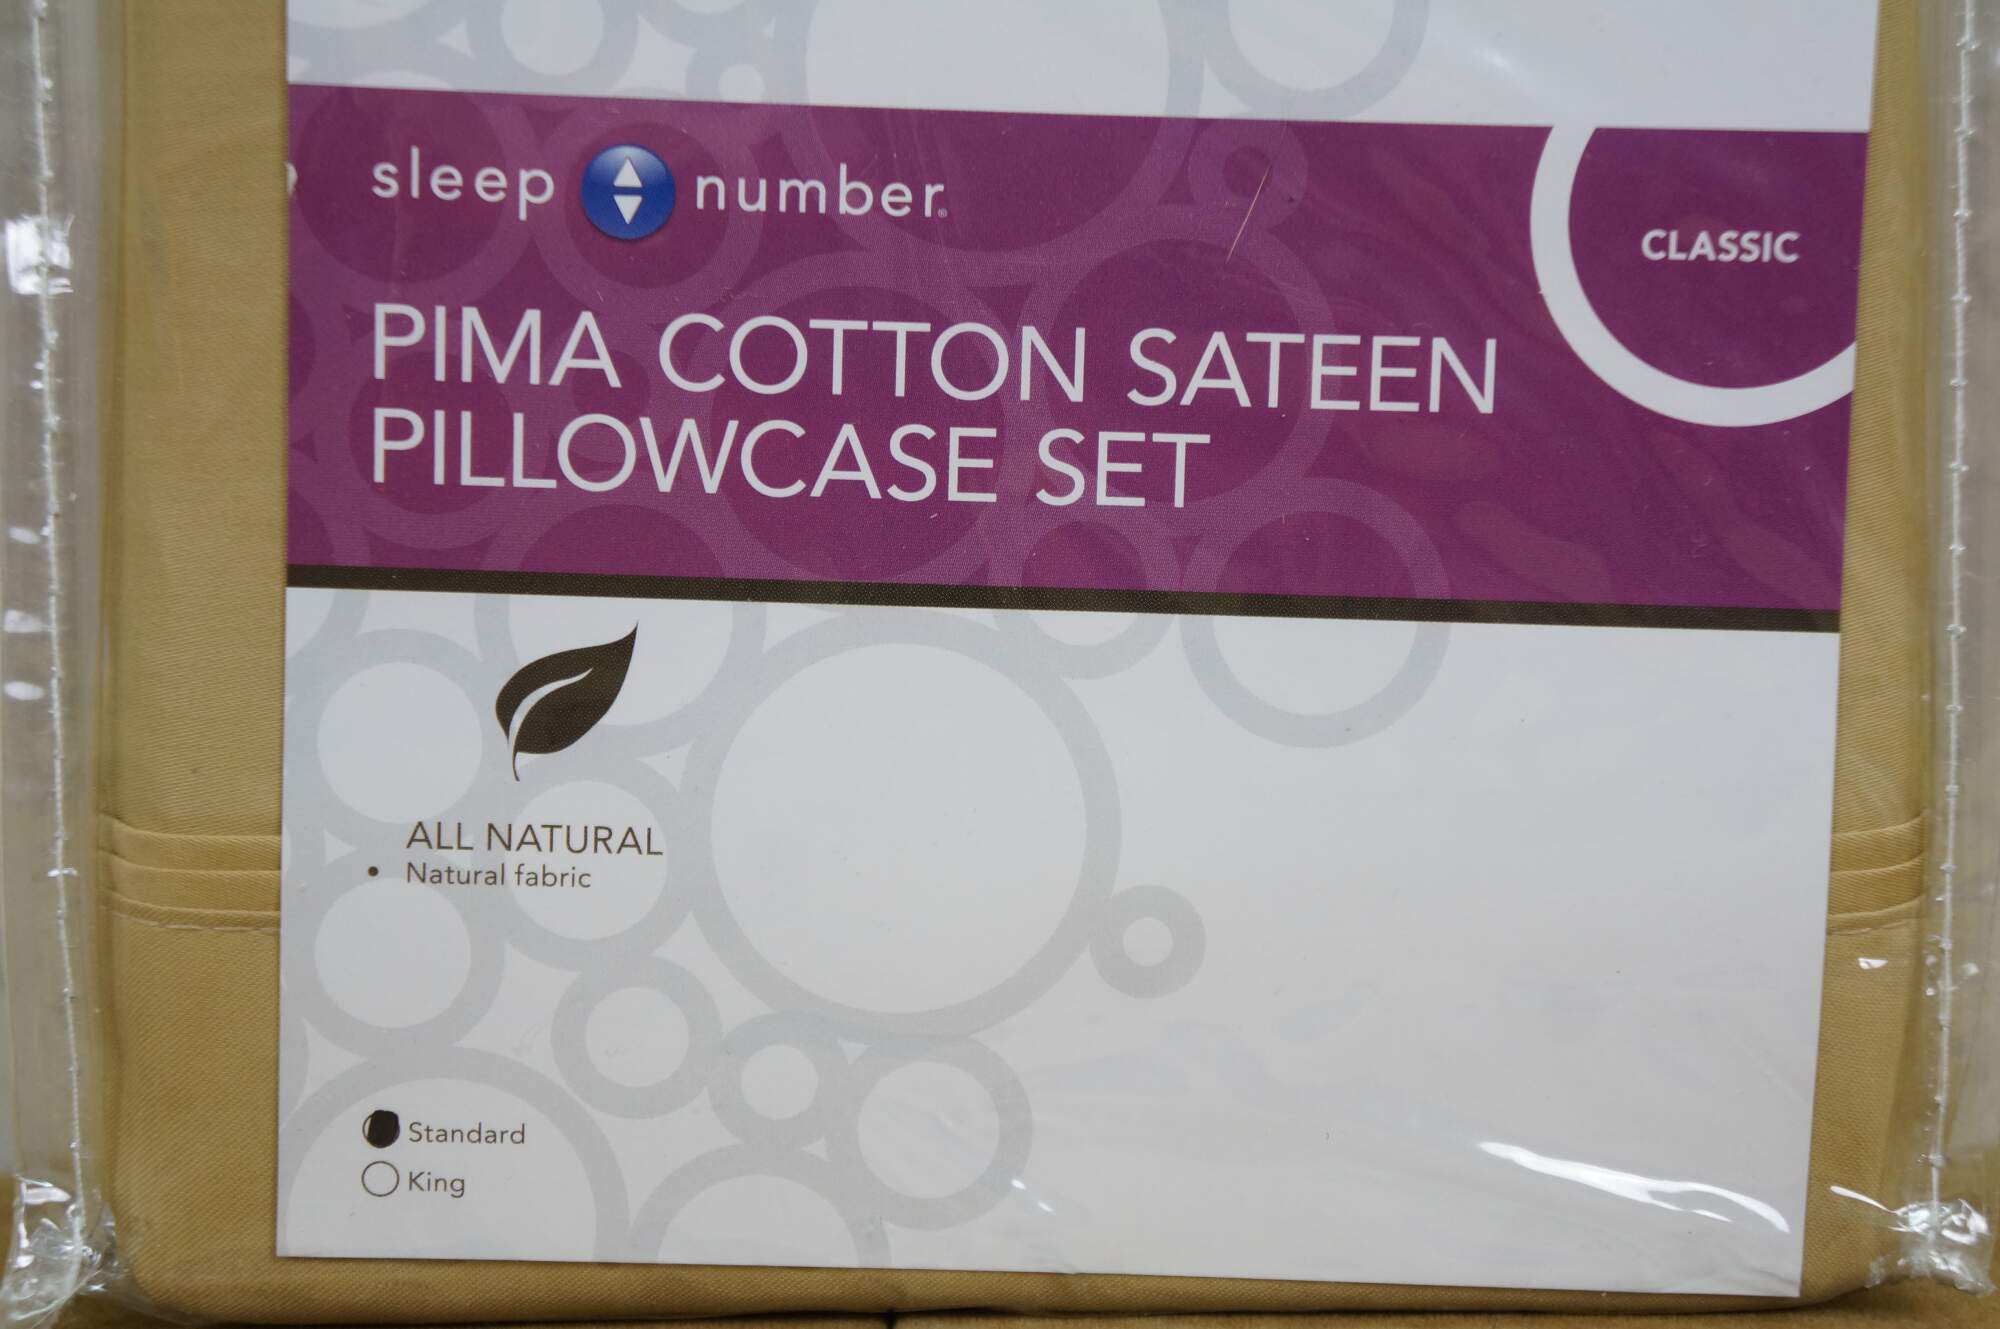 sleep number®
CLASSIC
PIMA COTTON SATEEN
PILLOWCASE SET
ALL NATURAL
• Natural fabric
Standard
King